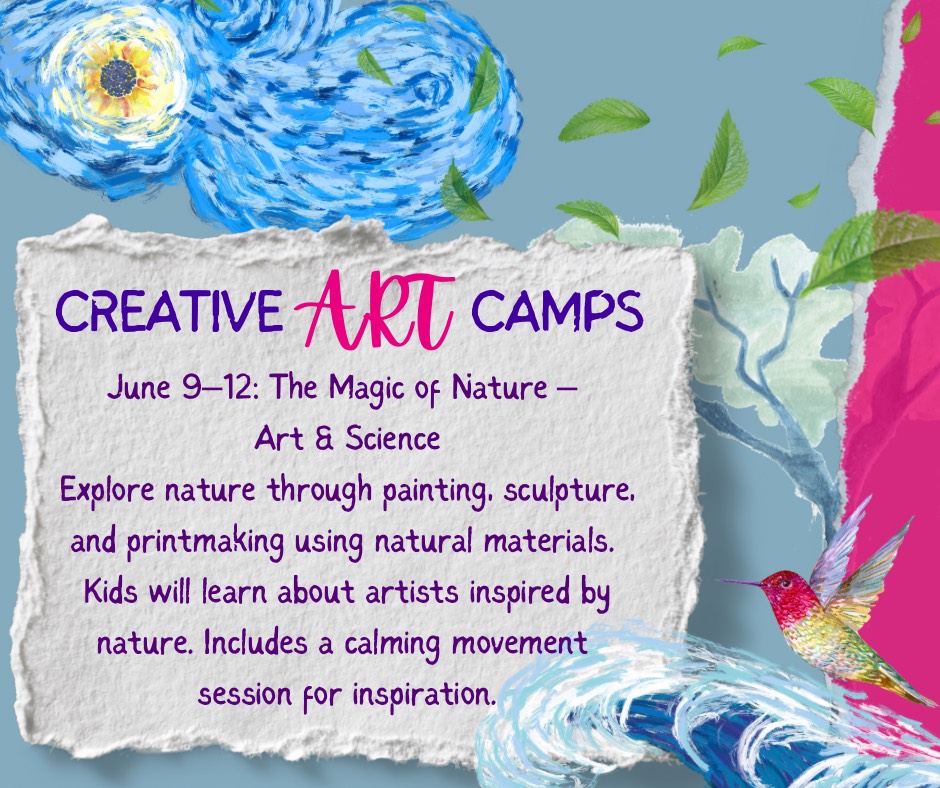 CREATIVE ART CAMPS
June 9–12: The Magic of Nature –
Art & Science
Explore nature through painting, sculpture,
and printmaking using natural materials.
Kids will learn about artists inspired by
nature. Includes a calming movement
session for inspiration.